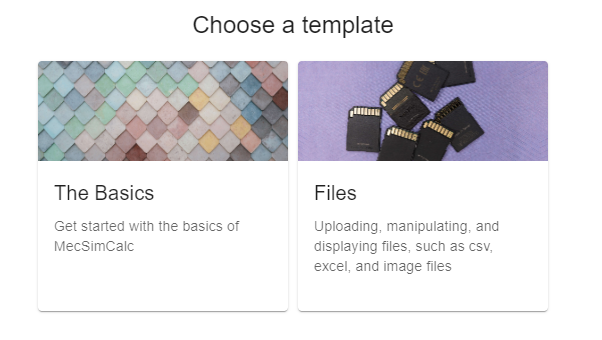 Choose a template
The Basics
Get started with the basics of
MecSimCalc
Files
Uploading, manipulating, and
displaying files, such as csv,
excel, and image files